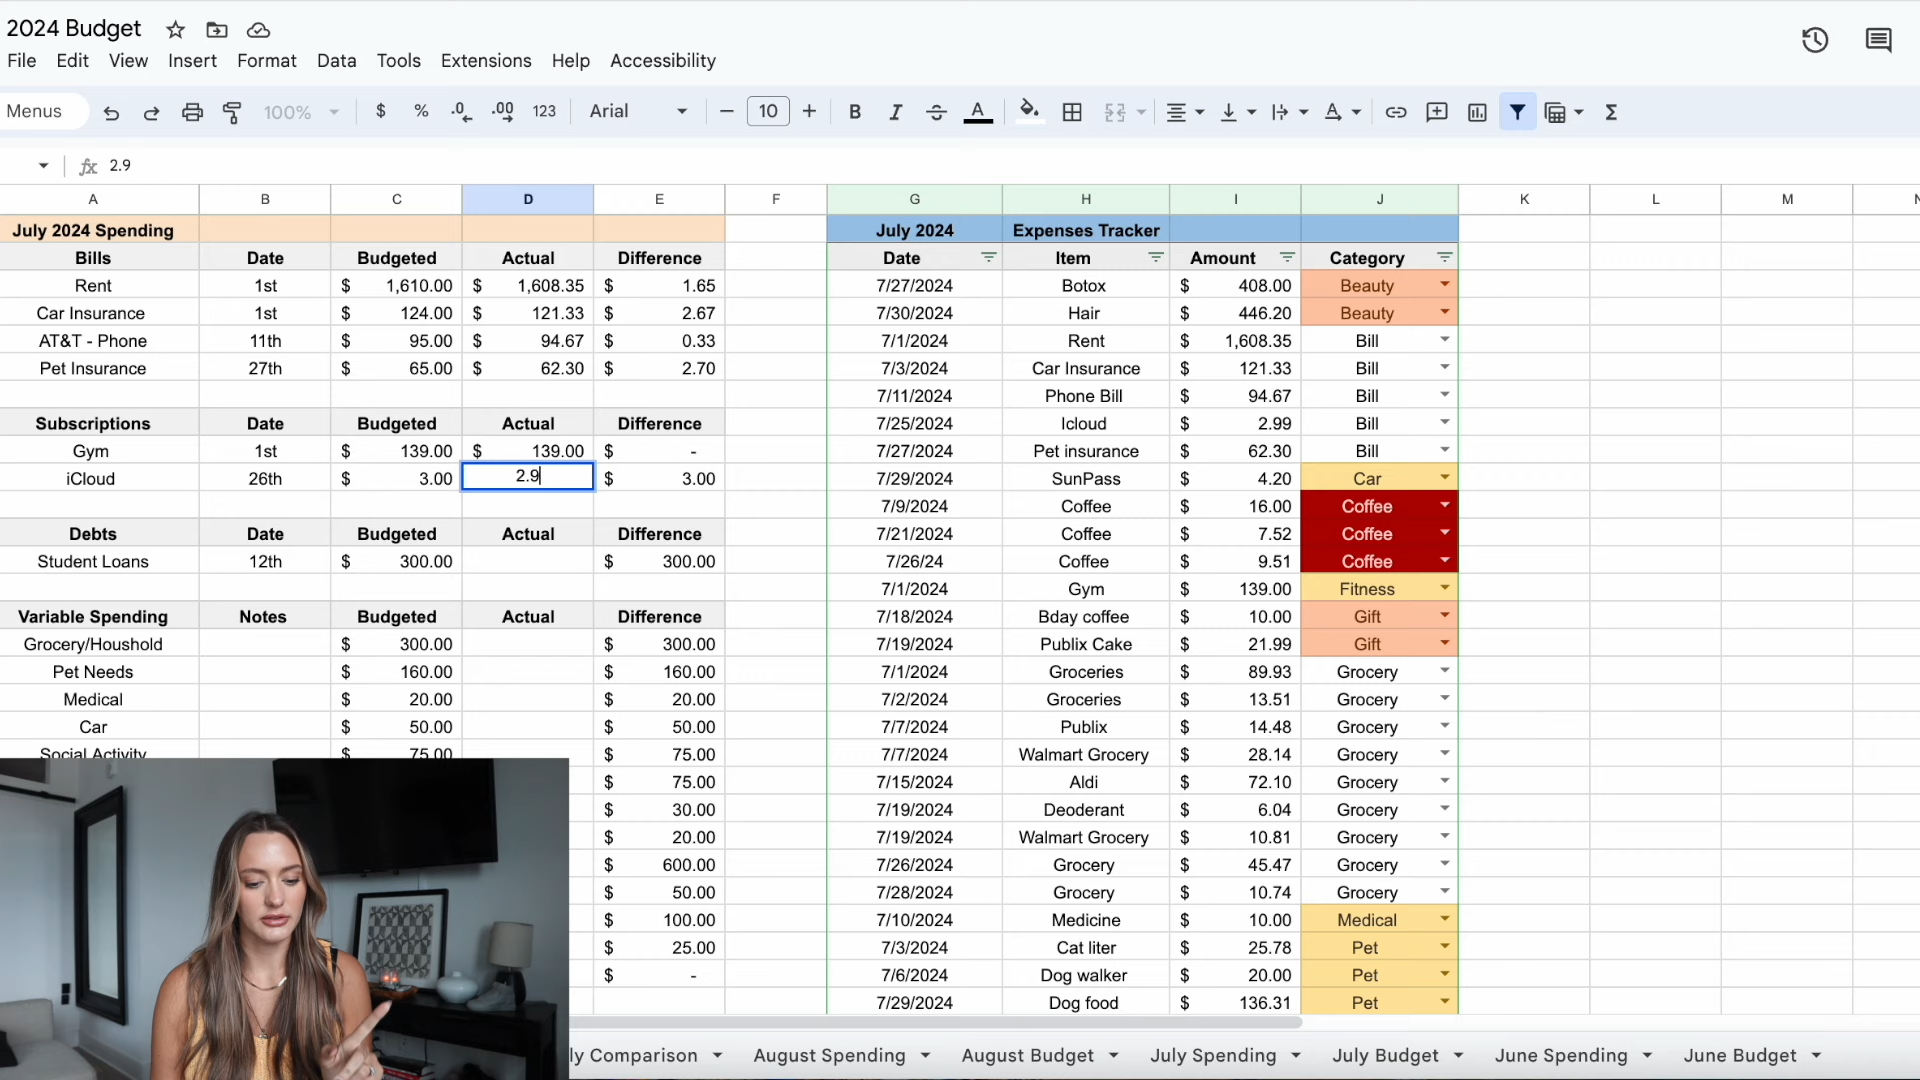 2024 Budget
File Edit View Insert Format Data Tools Extensions Help Accessibility
Menus 100% $ % .0 .00 123 Arial 10 B I A Σ
fx 2.9
A B C D E F G H I J K L M N
July 2024 Spending July 2024 Expenses Tracker
Bills Date Budgeted Actual Difference Date Item Amount Category
Rent 1st $ 1,610.00 $ 1,608.35 $ 1.65 7/27/2024 Botox $ 408.00 Beauty
Car Insurance 1st $ 124.00 $ 121.33 $ 2.67 7/30/2024 Hair $ 446.20 Beauty
AT&T - Phone 11th $ 95.00 $ 94.67 $ 0.33 7/1/2024 Rent $ 1,608.35 Bill
Pet Insurance 27th $ 65.00 $ 62.30 $ 2.70 7/3/2024 Car Insurance $ 121.33 Bill
7/11/2024 Phone Bill $ 94.67 Bill
Subscriptions Date Budgeted Actual Difference 7/25/2024 Icloud $ 2.99 Bill
Gym 1st $ 139.00 $ 139.00 $ - 7/27/2024 Pet insurance $ 62.30 Bill
iCloud 26th $ 3.00 2.9 $ 3.00 7/29/2024 SunPass $ 4.20 Car
7/9/2024 Coffee $ 16.00 Coffee
Debts Date Budgeted Actual Difference 7/21/2024 Coffee $ 7.52 Coffee
Student Loans 12th $ 300.00 $ 300.00 7/26/24 Coffee $ 9.51 Coffee
7/1/2024 Gym $ 139.00 Fitness
Variable Spending Notes Budgeted Actual Difference 7/18/2024 Bday coffee $ 10.00 Gift
Grocery/Houshold $ 300.00 $ 300.00 7/19/2024 Publix Cake $ 21.99 Gift
Pet Needs $ 160.00 $ 160.00 7/1/2024 Groceries $ 89.93 Grocery
Medical $ 20.00 $ 20.00 7/2/2024 Groceries $ 13.51 Grocery
Car $ 50.00 $ 50.00 7/7/2024 Publix $ 14.48 Grocery
Social Activity $ 75.00 $ 75.00 7/7/2024 Walmart Grocery $ 28.14 Grocery
$ 75.00 7/15/2024 Aldi $ 72.10 Grocery
$ 30.00 7/19/2024 Deoderant $ 6.04 Grocery
$ 20.00 7/19/2024 Walmart Grocery $ 10.81 Grocery
$ 600.00 7/26/2024 Grocery $ 45.47 Grocery
$ 50.00 7/28/2024 Grocery $ 10.74 Grocery
$ 100.00 7/10/2024 Medicine $ 10.00 Medical
$ 25.00 7/3/2024 Cat liter $ 25.78 Pet
$ - 7/6/2024 Dog walker $ 20.00 Pet
7/29/2024 Dog food $ 136.31 Pet
ly Comparison August Spending August Budget July Spending July Budget June Spending June Budget